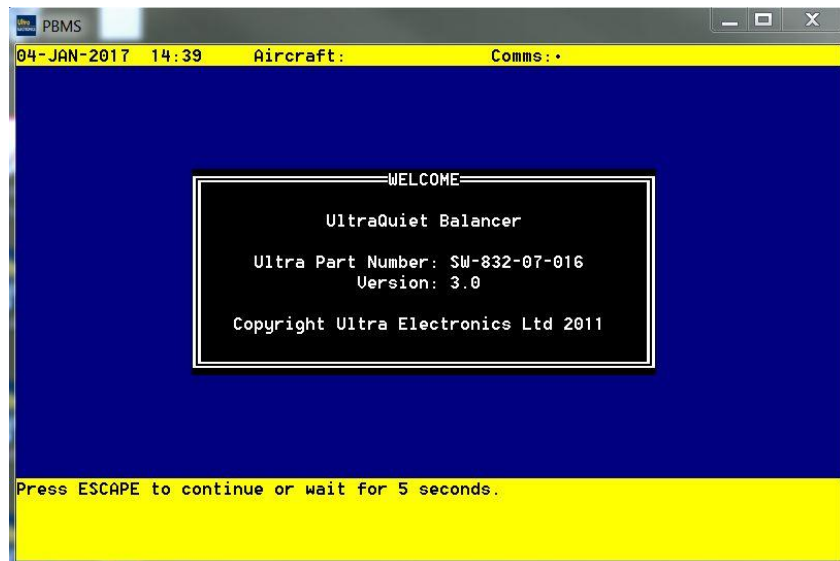 PBMS
04-JAN-2017 14:39 Aircraft: Comms:•
WELCOME
UltraQuiet Balancer
Ultra Part Number: SW-832-07-016
Version: 3.0
Copyright Ultra Electronics Ltd 2011
Press ESCAPE to continue or wait for 5 seconds.